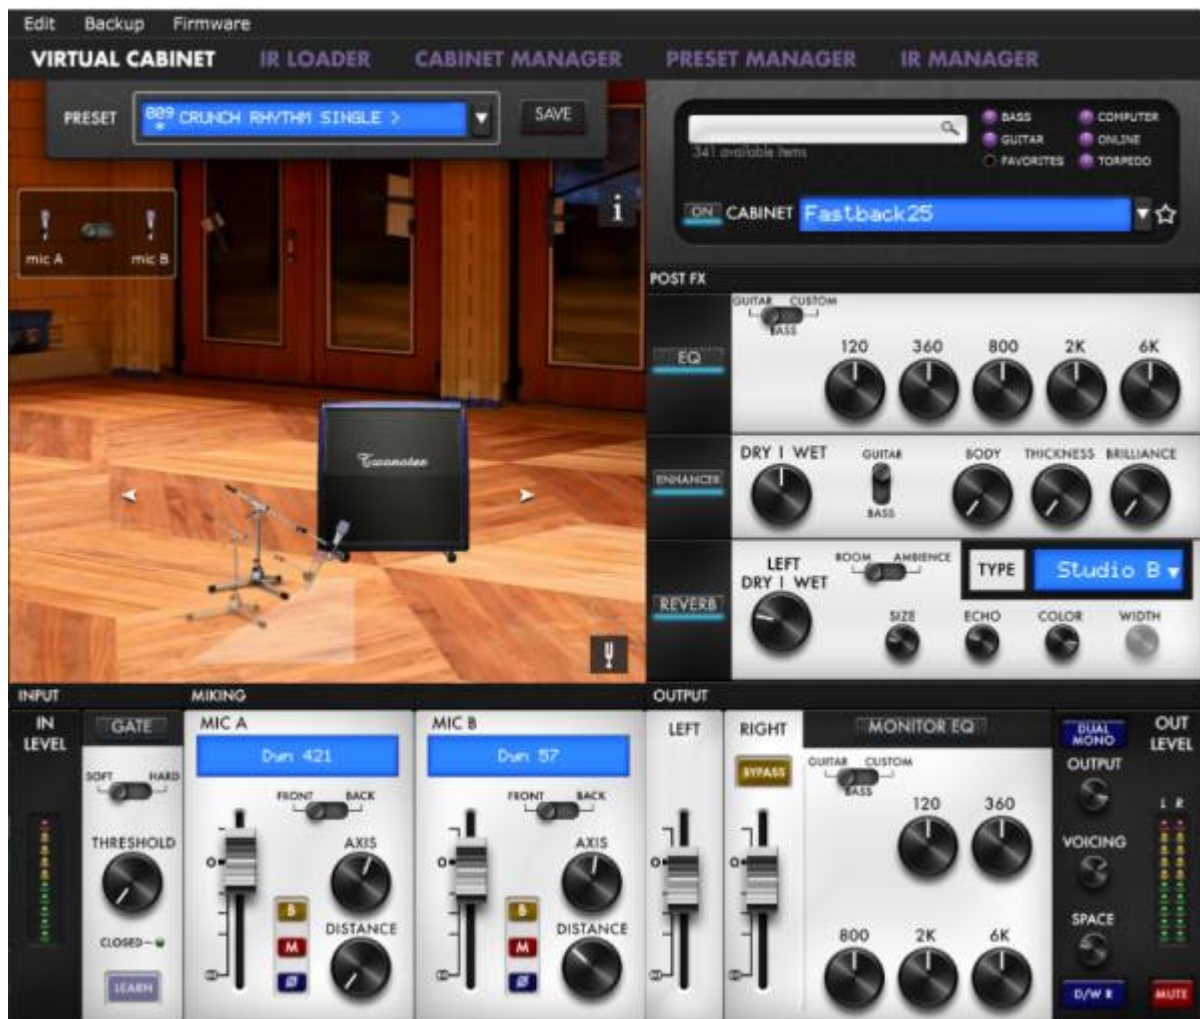 Edit Backup Firmware
VIRTUAL CABINET IR LOADER CABINET MANAGER PRESET MANAGER IR MANAGER
PRESET 009 CRUNCH RHYTHM SINGLE > SAVE
mic A mic B
i
341 available items
BASS COMPUTER
GUITAR ONLINE
FAVORITES TORPEDO
ON CABINET Fastback25
POST FX
GUITAR CUSTOM
BASS
EQ
120 360 800 2K 6K
ENHANCER
DRY | WET GUITAR BODY THICKNESS BRILLIANCE
BASS
REVERB
LEFT
DRY | WET
ROOM AMBIENCE TYPE Studio B
SIZE ECHO COLOR WIDTH
INPUT MIKING OUTPUT
IN
LEVEL
GATE
SOFT HARD
THRESHOLD
CLOSED
LEARN
MIC A
Dyn 421
FRONT BACK
AXIS
0
B
M
Ø
DISTANCE
∞
MIC B
Dyn 57
FRONT BACK
AXIS
0
B
M
Ø
DISTANCE
∞
LEFT
0
∞
RIGHT
BYPASS
0
∞
MONITOR EQ
GUITAR CUSTOM
BASS
120 360
800 2K 6K
DUAL
MONO
OUTPUT
VOICING
SPACE
D/W R
OUT
LEVEL
L R
MUTE